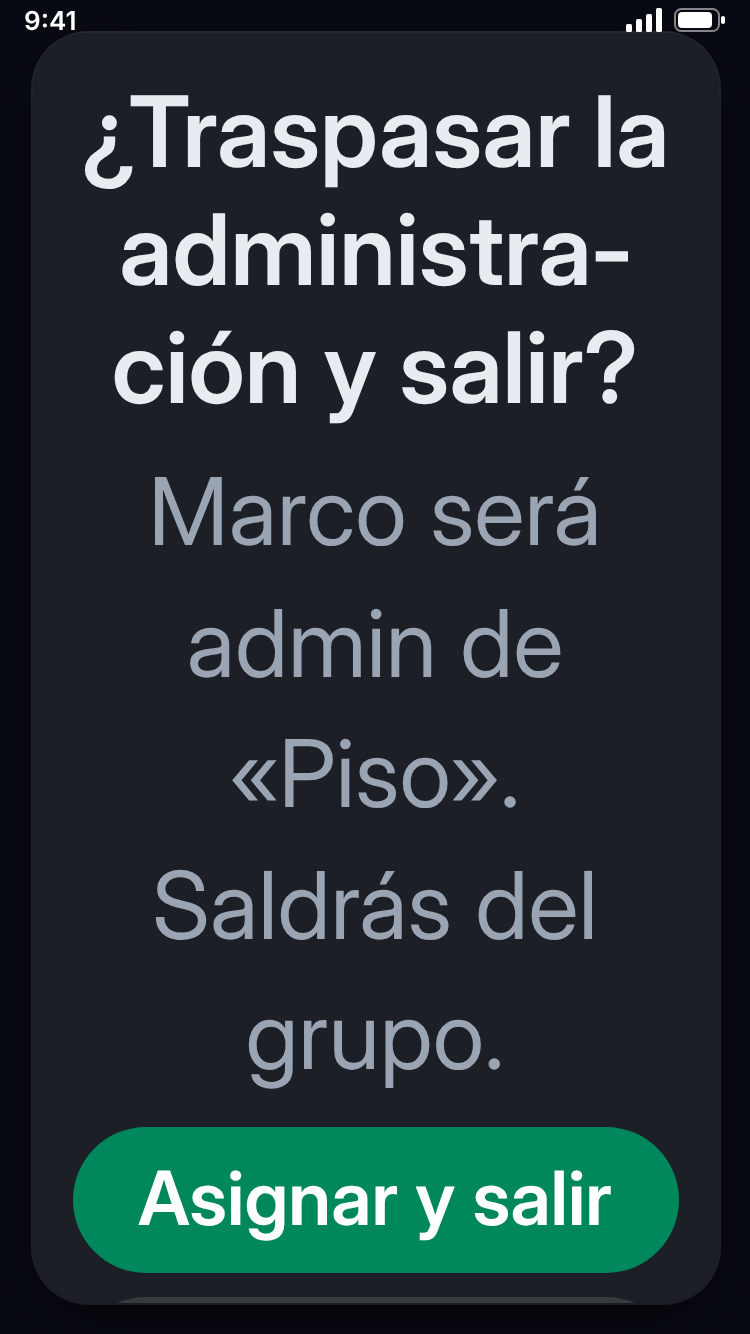 9:41
¿Traspasar la
administra-
ción y salir?
Marco será
admin de
«Piso».
Saldrás del
grupo.
Asignar y salir